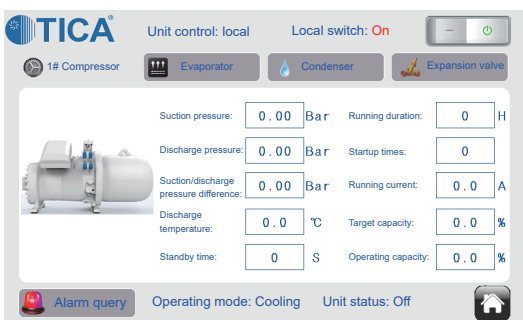 TICA
Unit control: local
Local switch: On
1# Compressor
Evaporator
Condenser
Expansion valve
Suction pressure: 0.00 Bar
Running duration: 0 H
Discharge pressure: 0.00 Bar
Startup times: 0
Suction/discharge
pressure difference: 0.00 Bar
Running current: 0.0 A
Discharge
temperature: 0.0 ℃
Target capacity: 0.0 %
Standby time: 0 S
Operating capacity: 0.0 %
Alarm query
Operating mode: Cooling
Unit status: Off